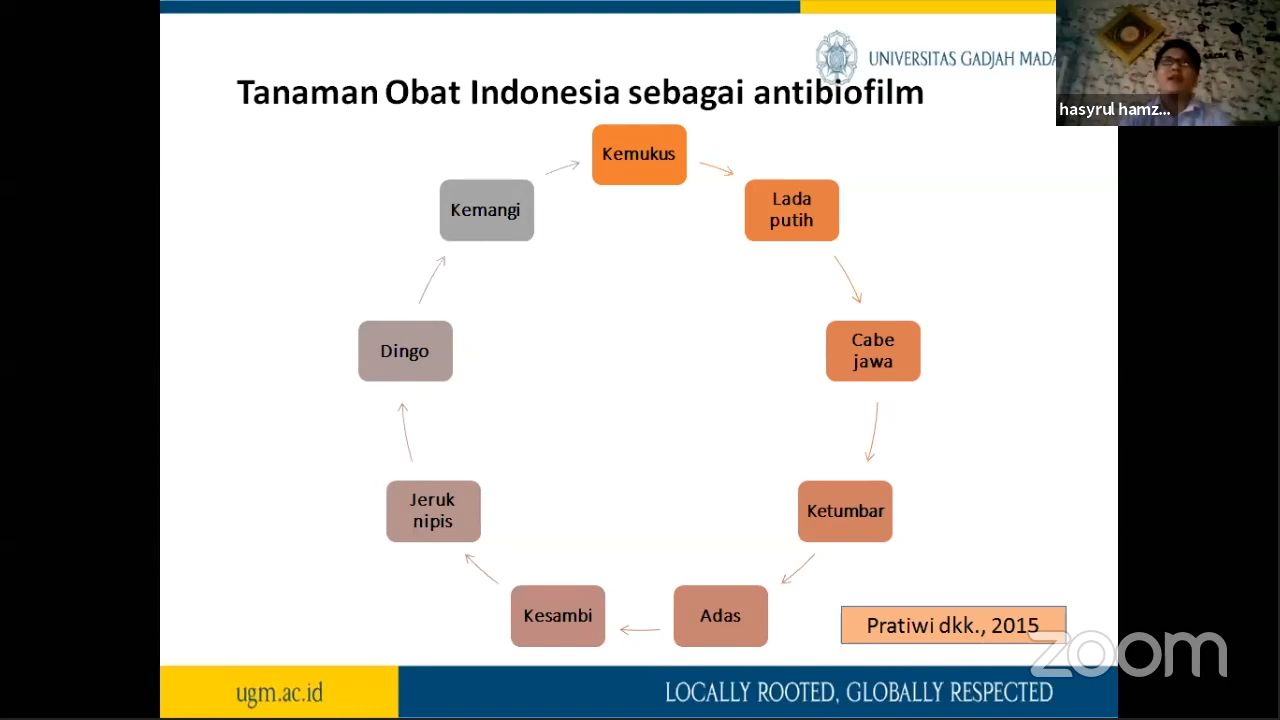 UNIVERSITAS GADJAH MADA
hasyrul hamz...
Tanaman Obat Indonesia sebagai antibiofilm
Kemukus
Lada
putih
Cabe
jawa
Ketumbar
Adas
Kesambi
Jeruk
nipis
Dingo
Kemangi
Pratiwi dkk., 2015
zoom
ugm.ac.id
LOCALLY ROOTED, GLOBALLY RESPECTED